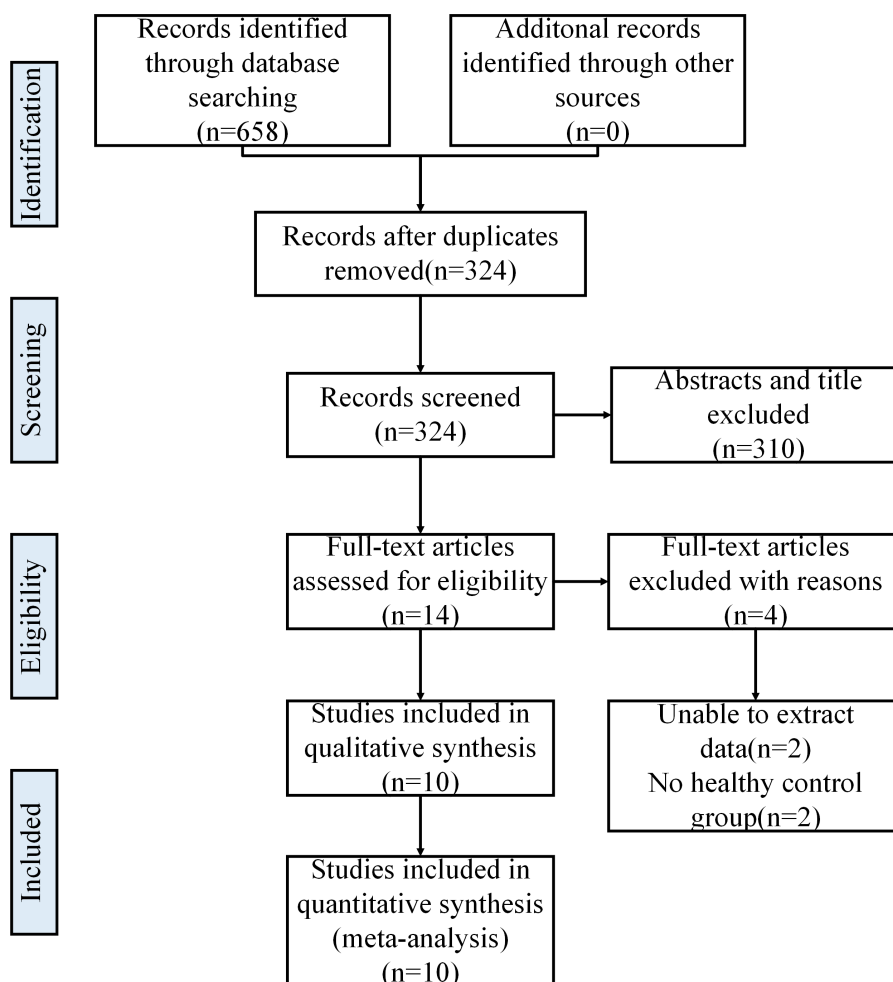 Records identified
through database
searching
(n=658)
Additonal records
identified through other
sources
(n=0)
Identification
Records after duplicates
removed(n=324)
Screening
Records screened
(n=324)
Abstracts and title
excluded
(n=310)
Eligibility
Full-text articles
assessed for eligibility
(n=14)
Full-text articles
excluded with reasons
(n=4)
Studies included in
qualitative synthesis
(n=10)
Unable to extract
data(n=2)
No healthy control
group(n=2)
Included
Studies included in
quantitative synthesis
(meta-analysis)
(n=10)